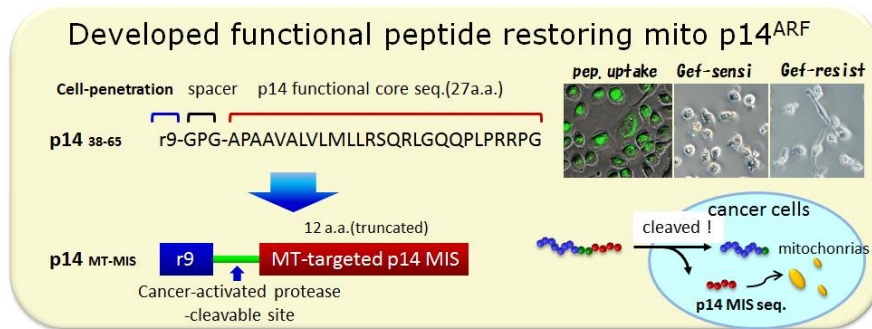 Developed functional peptide restoring mito p14ARF
pep. uptake Gef-sensi Gef-resist
Cell-penetration spacer p14 functional core seq.(27a.a.)
p14 38-65 r9-GPG-APAAVALVLMLLRSQRLGQQPLPRRPG
12 a.a.(truncated)
p14 MT-MIS r9 MT-targeted p14 MIS
Cancer-activated protease
-cleavable site
cleaved !
cancer cells
mitochonrias
p14 MIS seq.